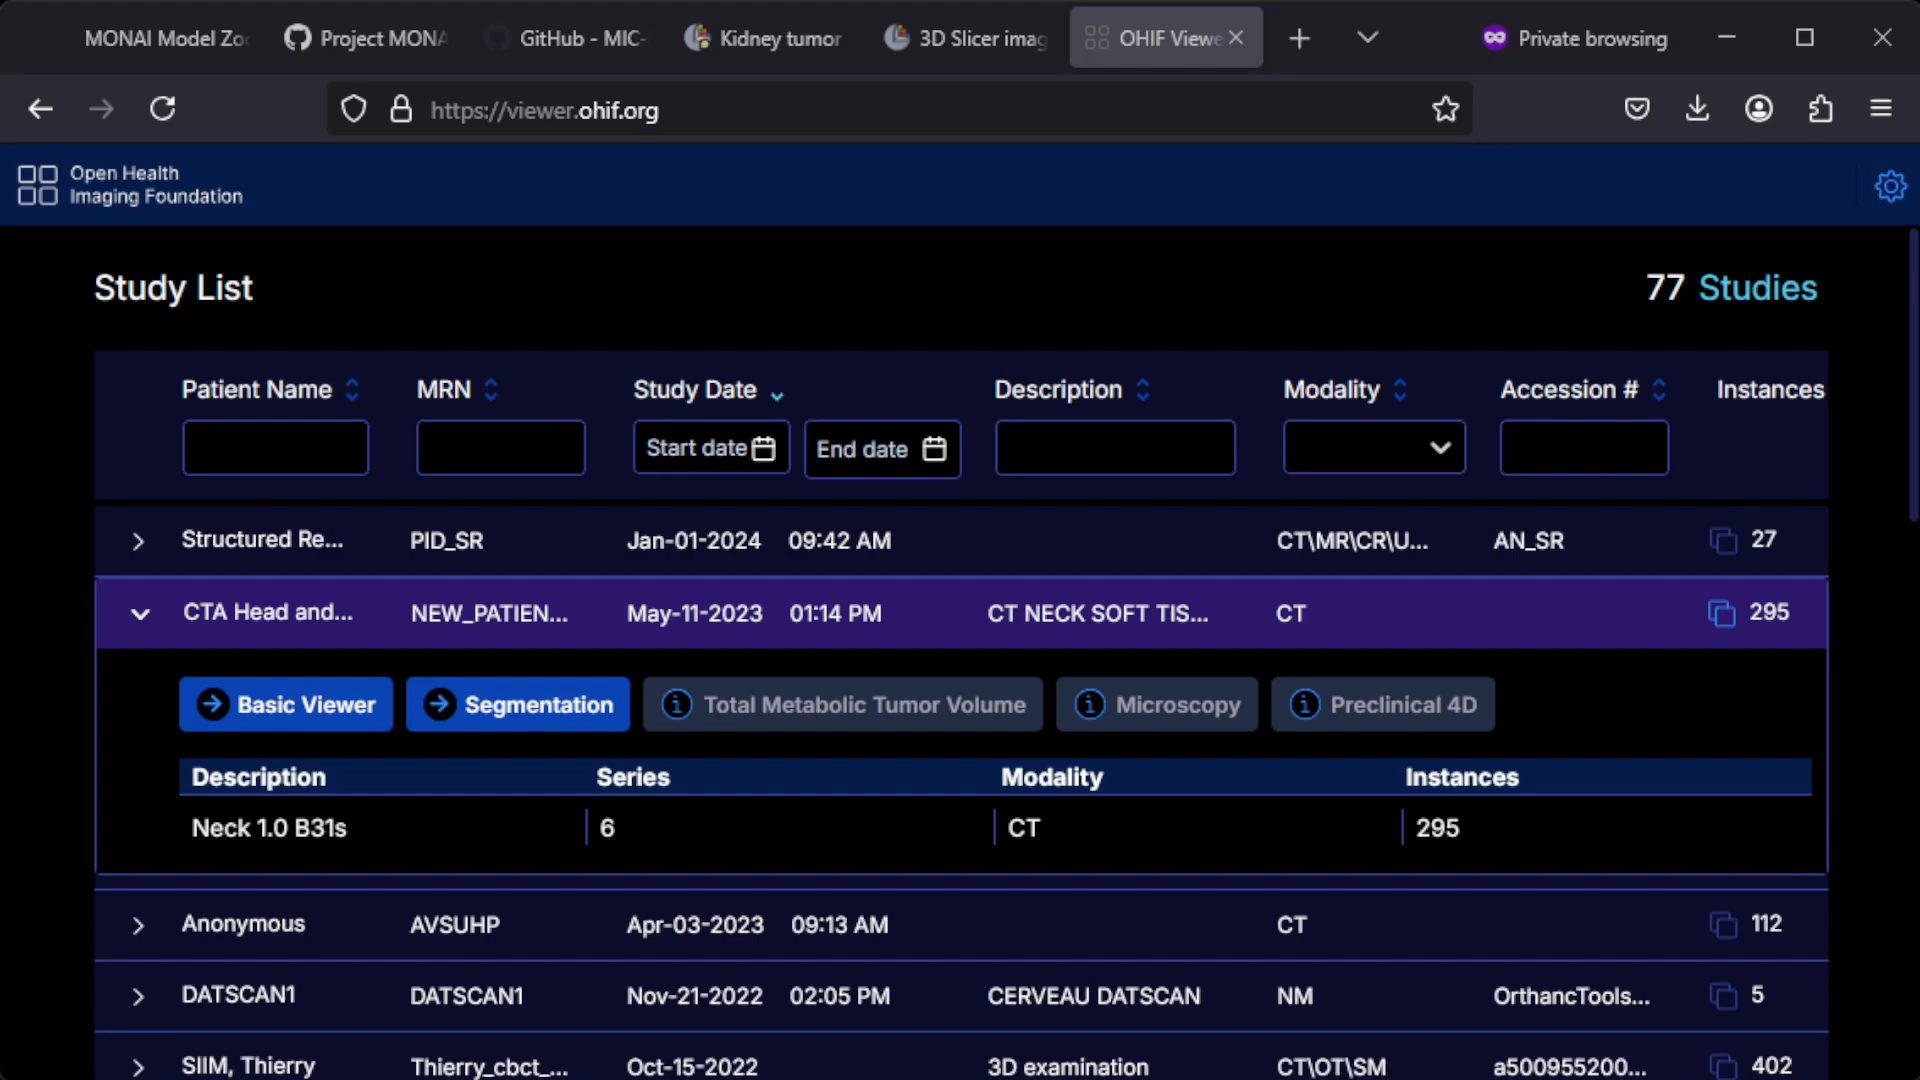 MONAI Model Zo
Project MONA
GitHub - MIC-
Kidney tumor
3D Slicer imag
OHIF Viewe
Private browsing
https://viewer.ohif.org
Open Health
Imaging Foundation
Study List
77 Studies
Patient Name MRN Study Date Description Modality Accession # Instances
Start date End date
Structured Re... PID_SR Jan-01-2024 09:42 AM CT\MR\CR\U... AN_SR 27
CTA Head and... NEW_PATIEN... May-11-2023 01:14 PM CT NECK SOFT TIS... CT 295
Basic Viewer Segmentation Total Metabolic Tumor Volume Microscopy Preclinical 4D
Description Series Modality Instances
Neck 1.0 B31s 6 CT 295
Anonymous AVSUHP Apr-03-2023 09:13 AM CT 112
DATSCAN1 DATSCAN1 Nov-21-2022 02:05 PM CERVEAU DATSCAN NM OrthancTools... 5
SIIM, Thierry Thierry_cbct_... Oct-15-2022 3D examination CT\OT\SM a500955200... 402